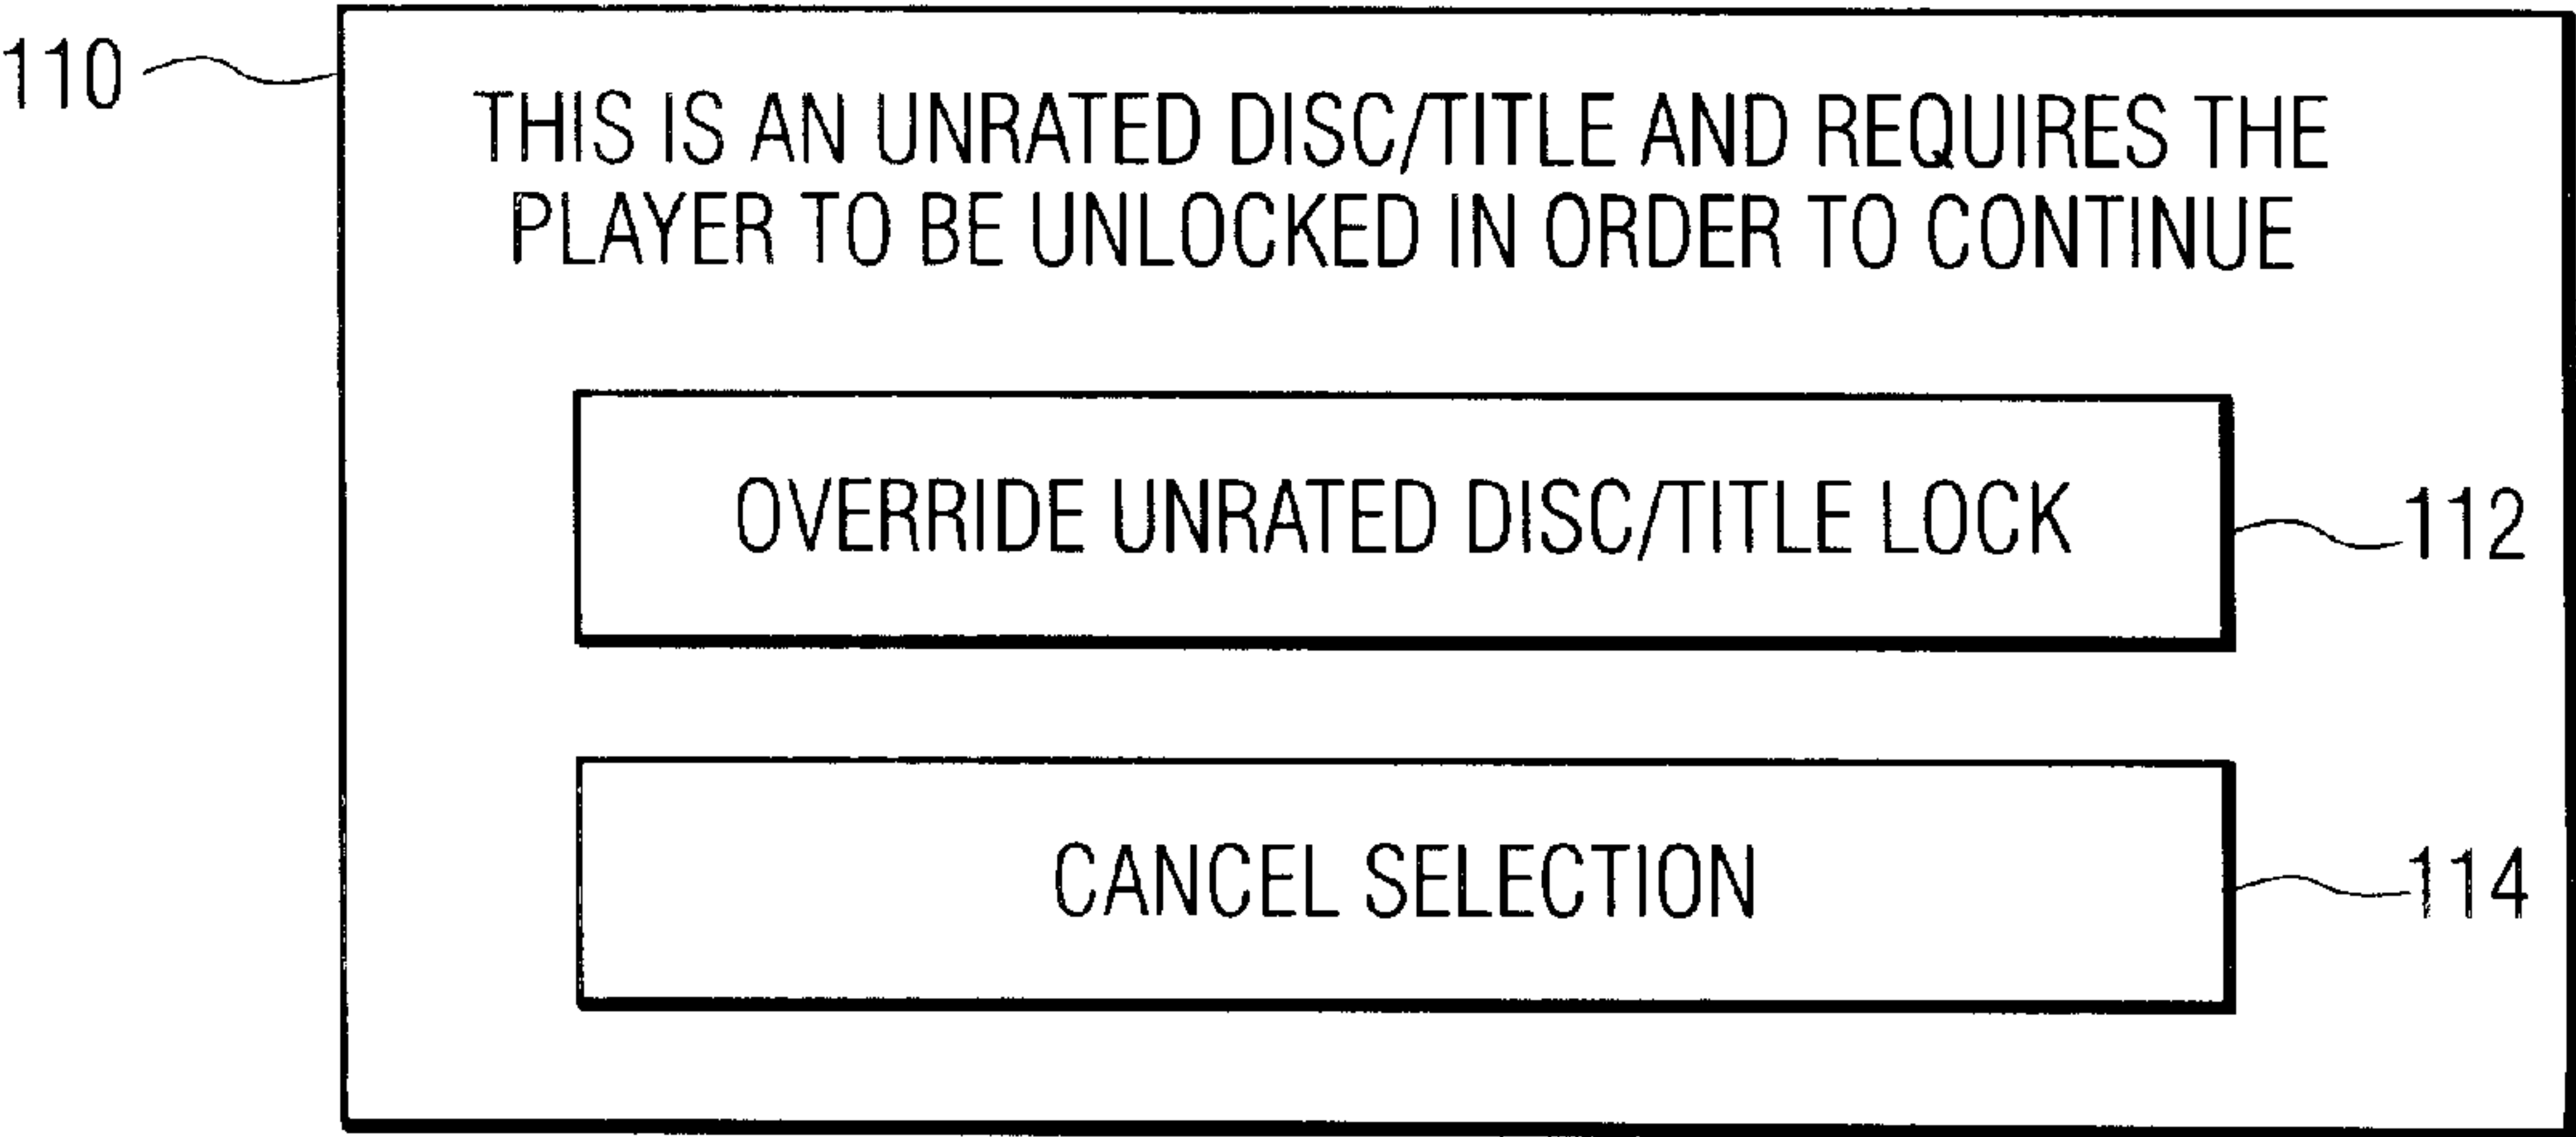 110
THIS IS AN UNRATED DISC/TITLE AND REQUIRES THE
PLAYER TO BE UNLOCKED IN ORDER TO CONTINUE
OVERRIDE UNRATED DISC/TITLE LOCK
112
CANCEL SELECTION
114